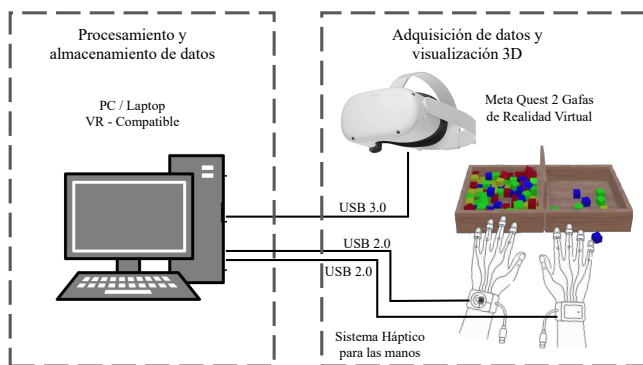 Procesamiento y
almacenamiento de datos
PC / Laptop
VR - Compatible
Adquisición de datos y
visualización 3D
Meta Quest 2 Gafas
de Realidad Virtual
USB 3.0
USB 2.0
USB 2.0
Sistema Háptico
para las manos